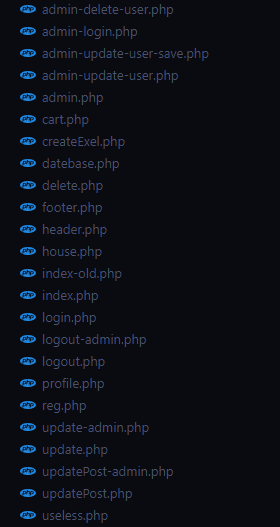 admin-delete-user.php
admin-login.php
admin-update-user-save.php
admin-update-user.php
admin.php
cart.php
createExel.php
datebase.php
delete.php
footer.php
header.php
house.php
index-old.php
index.php
login.php
logout-admin.php
logout.php
profile.php
reg.php
update-admin.php
update.php
updatePost-admin.php
updatePost.php
useless.php